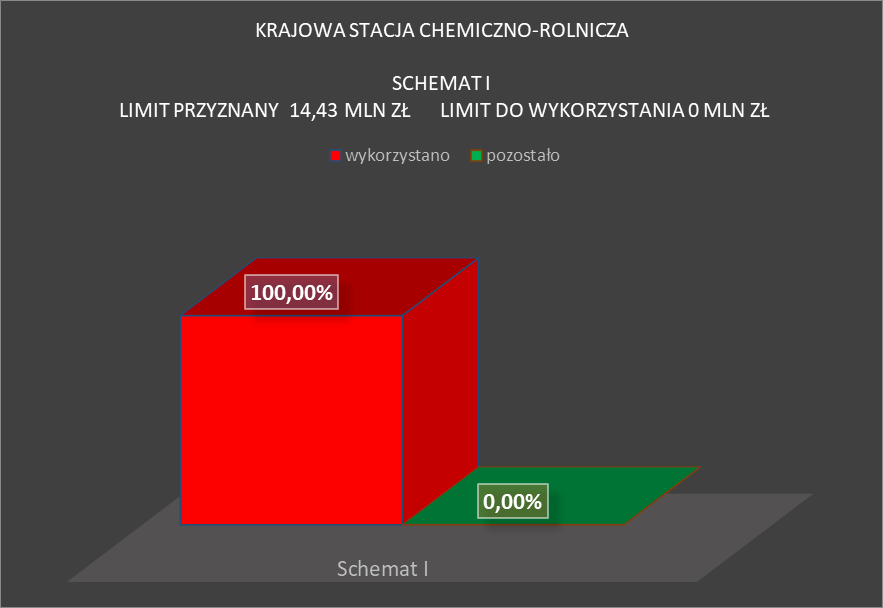 KRAJOWA STACJA CHEMICZNO-ROLNICZA
SCHEMAT I
LIMIT PRZYZNANY 14,43 MLN ZŁ LIMIT DO WYKORZYSTANIA 0 MLN ZŁ
wykorzystano pozostało
100,00%
0,00%
Schemat I